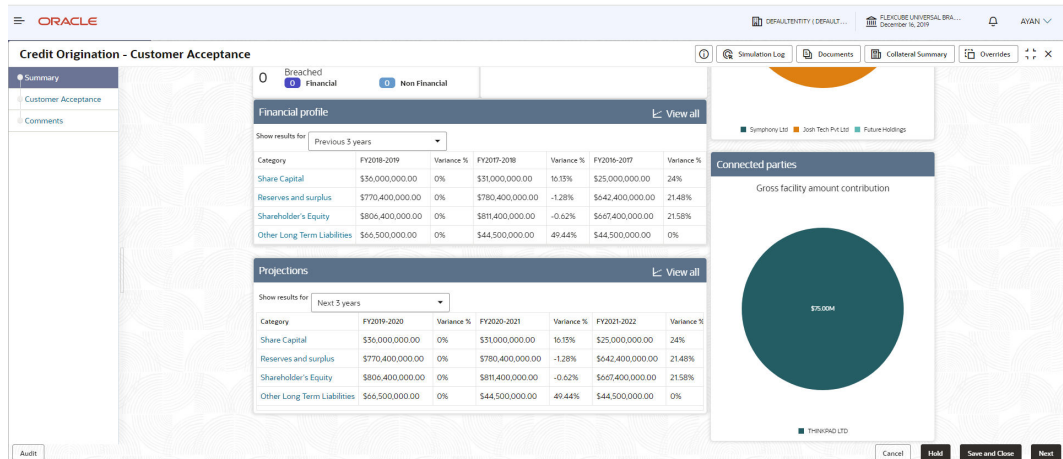 ORACLE
DEFAULTENTITY ( DEFAULT...
FLEXCUBE UNIVERSAL BRA...
December 16, 2019
AYAN
Credit Origination - Customer Acceptance
Simulation Log
Documents
Collateral Summary
Overrides
Summary
Customer Acceptance
Comments
0 Breached
0 Financial 0 Non Financial
Symphony Ltd Josh Tech Pvt Ltd Future Holdings
Financial profile View all
Show results for Previous 3 years
Category FY2018-2019 Variance % FY2017-2018 Variance % FY2016-2017 Variance %
Share Capital $36,000,000.00 0% $31,000,000.00 16.13% $25,000,000.00 24%
Reserves and surplus $770,400,000.00 0% $780,400,000.00 -1.28% $642,400,000.00 21.48%
Shareholder's Equity $806,400,000.00 0% $811,400,000.00 -0.62% $667,400,000.00 21.58%
Other Long Term Liabilities $66,500,000.00 0% $44,500,000.00 49.44% $44,500,000.00 0%
Connected parties
Gross facility amount contribution
$75.00M
THINKPAD LTD
Projections View all
Show results for Next 3 years
Category FY2019-2020 Variance % FY2020-2021 Variance % FY2021-2022 Variance %
Share Capital $36,000,000.00 0% $31,000,000.00 16.13% $25,000,000.00 24%
Reserves and surplus $770,400,000.00 0% $780,400,000.00 -1.28% $642,400,000.00 21.48%
Shareholder's Equity $806,400,000.00 0% $811,400,000.00 -0.62% $667,400,000.00 21.58%
Other Long Term Liabilities $66,500,000.00 0% $44,500,000.00 49.44% $44,500,000.00 0%
Audit
Cancel
Hold
Save and Close
Next